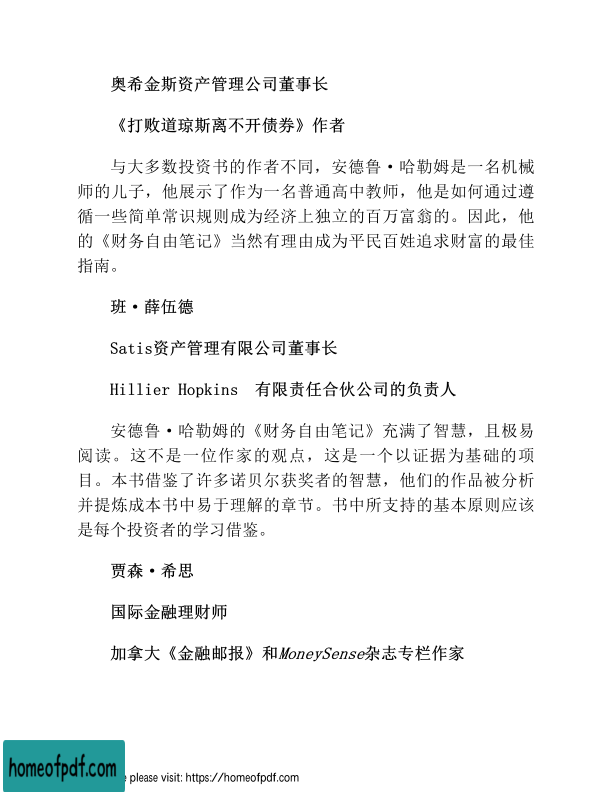 奥希金斯资产管理公司董事长
《打败道琼斯离不开债券》作者
与大多数投资书的作者不同，安德鲁·哈勒姆是一名机械
师的儿子，他展示了作为一名普通高中教师，他是如何通过遵
循一些简单常识规则成为经济上独立的百万富翁的。因此，他
的《财务自由笔记》当然有理由成为平民百姓追求财富的最佳
指南。
班·薛伍德
Satis资产管理有限公司董事长
Hillier Hopkins 有限责任合伙公司的负责人
安德鲁·哈勒姆的《财务自由笔记》充满了智慧，且极易
阅读。这不是一位作家的观点，这是一个以证据为基础的项
目。本书借鉴了许多诺贝尔获奖者的智慧，他们的作品被分析
并提炼成本书中易于理解的章节。书中所支持的基本原则应该
是每个投资者的学习借鉴。
贾森·希思
国际金融理财师
加拿大《金融邮报》和MoneySense杂志专栏作家
homeofpdf.com
e please visit: https://homeofpdf.com